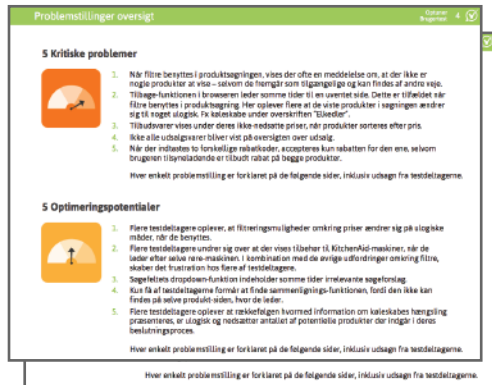 Problemstillinger oversigt
Optimer
Brugertest
4
5 Kritiske problemer
1. Når filtre benyttes i produktsøgningen, vises der ofte en meddelelse om, at der ikke er
nogle produkter at vise – selvom de fremgår som tilgængelige og kan findes af andre veje.
2. Tilbage-funktionen i browseren leder somme tider til en uventet side. Dette er tilfældet når
filtre benyttes i produktsøgning. Her oplever flere at de viste produkter i søgningen ændrer
sig til noget ulogisk. Fx køleskabe under overskriften "Elkedler".
3. Tilbudsvarer vises under deres ikke-nedsatte priser, når produkter sorteres efter pris.
4. Ikke alle udsalgsvarer bliver vist på oversigten over udsalg.
5. Når der indtastes to forskellige rabatkoder, accepteres kun rabatten for den ene, selvom
brugeren tilsyneladende er tilbudt rabat på begge produkter.
Hver enkelt problemstilling er forklaret på de følgende sider, inklusiv udsagn fra testdeltagerne.
5 Optimeringspotentialer
1. Flere testdeltagere oplever, at filtreringsmuligheder omkring priser ændrer sig på ulogiske
måder, når de benyttes.
2. Flere testdeltagere undrer sig over at der vises tilbehør til KitchenAid-maskiner, når de
leder efter selve røre-maskinen. I kombination med de øvrige udfordringer omkring filtre,
skaber det frustration hos flere af testdeltagere.
3. Søgefeltets dropdown-funktion indeholder somme tider irrelevante søgeforslag.
4. Kun få af testdeltagerne formår at finde sammenlignings-funktionen, fordi den ikke kan
findes på selve produkt-siden, hvor de leder.
5. Flere testdeltagere oplever at rækkefølgen hvormed information om køleskabes hængsling
præsenteres, er ulogisk og nedsætter antallet af potentielle produkter der indgår i deres
beslutningsproces.
Hver enkelt problemstilling er forklaret på de følgende sider, inklusiv udsagn fra testdeltagerne.
Hver enkelt problemstilling er forklaret på de følgende sider, inklusiv udsagn fra testdeltagerne.